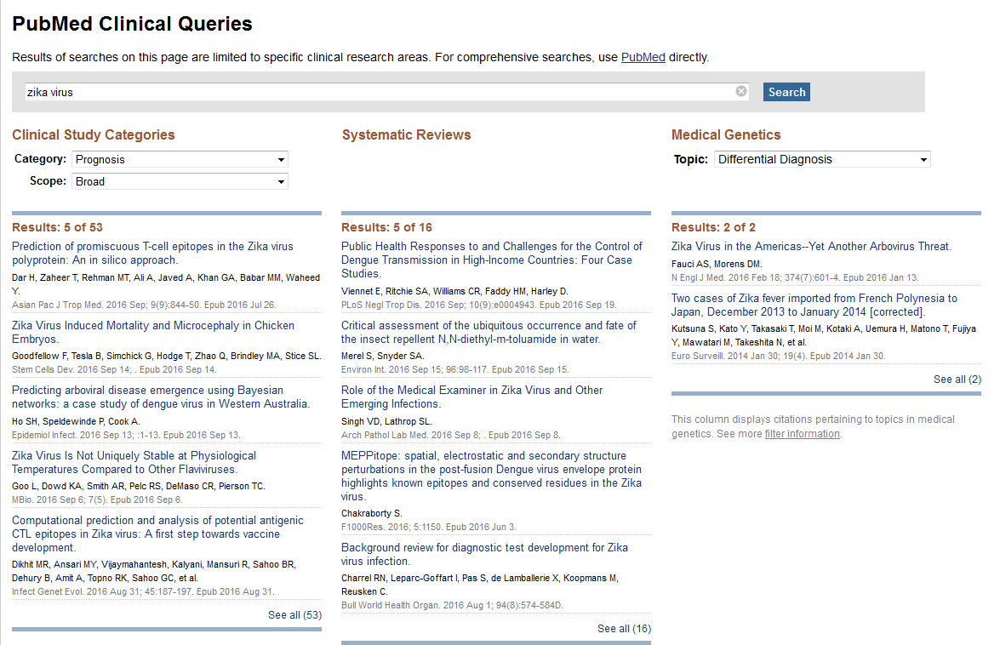 PubMed Clinical Queries
Results of searches on this page are limited to specific clinical research areas. For comprehensive searches, use PubMed directly.
zika virus
Search
Clinical Study Categories
Category: Prognosis
Scope: Broad
Results: 5 of 53
Prediction of promiscuous T-cell epitopes in the Zika virus
polyprotein: An in silico approach.
Dar H, Zaheer T, Rehman MT, Ali A, Javed A, Khan GA, Babar MM, Waheed
Y.
Asian Pac J Trop Med. 2016 Sep; 9(9):844-50. Epub 2016 Jul 26.
Zika Virus Induced Mortality and Microcephaly in Chicken
Embryos.
Goodfellow F, Tesla B, Simchick G, Hodge T, Zhao Q, Brindley MA, Stice SL.
Stem Cells Dev. 2016 Sep 14; . Epub 2016 Sep 14.
Predicting arboviral disease emergence using Bayesian
networks: a case study of dengue virus in Western Australia.
Ho SH, Speldewinde P, Cook A.
Epidemiol Infect. 2016 Sep 13; :1-13. Epub 2016 Sep 13.
Zika Virus Is Not Uniquely Stable at Physiological
Temperatures Compared to Other Flaviviruses.
Goo L, Dowd KA, Smith AR, Pelc RS, DeMaso CR, Pierson TC.
MBio. 2016 Sep 6; 7(5). Epub 2016 Sep 6.
Computational prediction and analysis of potential antigenic
CTL epitopes in Zika virus: A first step towards vaccine
development.
Dikhit MR, Ansari MY, Vijaymahantesh, Kalyani, Mansuri R, Sahoo BR,
Dehury B, Amit A, Topno RK, Sahoo GC, et al.
Infect Genet Evol. 2016 Aug 31; 45:187-197. Epub 2016 Aug 31.
See all (53)
Systematic Reviews
Results: 5 of 16
Public Health Responses to and Challenges for the Control of
Dengue Transmission in High-Income Countries: Four Case
Studies.
Viennet E, Ritchie SA, Williams CR, Faddy HM, Harley D.
PLoS Negl Trop Dis. 2016 Sep; 10(9):e0004943. Epub 2016 Sep 19.
Critical assessment of the ubiquitous occurrence and fate of
the insect repellent N,N-diethyl-m-toluamide in water.
Merel S, Snyder SA.
Environ Int. 2016 Sep 15; 96:98-117. Epub 2016 Sep 15.
Role of the Medical Examiner in Zika Virus and Other
Emerging Infections.
Singh VD, Lathrop SL.
Arch Pathol Lab Med. 2016 Sep 8; . Epub 2016 Sep 8.
MEPPitope: spatial, electrostatic and secondary structure
perturbations in the post-fusion Dengue virus envelope protein
highlights known epitopes and conserved residues in the Zika
virus.
Chakraborty S.
F1000Res. 2016; 5:1150. Epub 2016 Jun 3.
Background review for diagnostic test development for Zika
virus infection.
Charrel RN, Leparc-Goffart I, Pas S, de Lamballerie X, Koopmans M,
Reusken C.
Bull World Health Organ. 2016 Aug 1; 94(8):574-584D.
See all (16)
Medical Genetics
Topic: Differential Diagnosis
Results: 2 of 2
Zika Virus in the Americas--Yet Another Arbovirus Threat.
Fauci AS, Morens DM.
N Engl J Med. 2016 Feb 18; 374(7):601-4. Epub 2016 Jan 13.
Two cases of Zika fever imported from French Polynesia to
Japan, December 2013 to January 2014 [corrected].
Kutsuna S, Kato Y, Takasaki T, Moi M, Kotaki A, Uemura H, Matono T, Fujiya
Y, Mawatari M, Takeshita N, et al.
Euro Surveill. 2014 Jan 30; 19(4). Epub 2014 Jan 30.
See all (2)
This column displays citations pertaining to topics in medical
genetics. See more filter information.